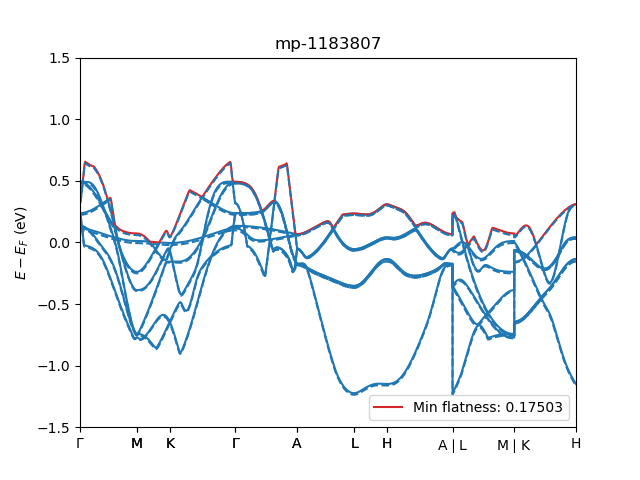 mp-1183807
E − E_F (eV)
1.5
1.0
0.5
0.0
−0.5
−1.0
−1.5
Min flatness: 0.17503
Γ M K Γ A L H A | L M | K H